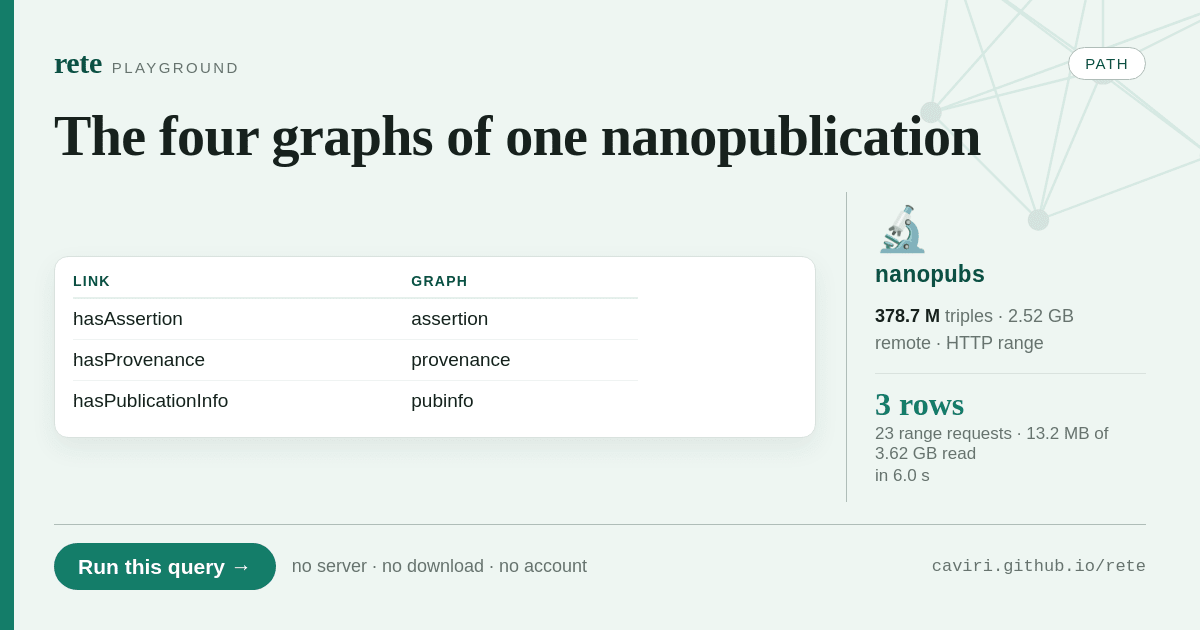 rete PLAYGROUND
PATH
The four graphs of one nanopublication
LINK GRAPH
hasAssertion assertion
hasProvenance provenance
hasPublicationInfo pubinfo
nanopubs
378.7 M triples · 2.52 GB
remote · HTTP range
3 rows
23 range requests · 13.2 MB of
3.62 GB read
in 6.0 s
Run this query →
no server · no download · no account
caviri.github.io/rete